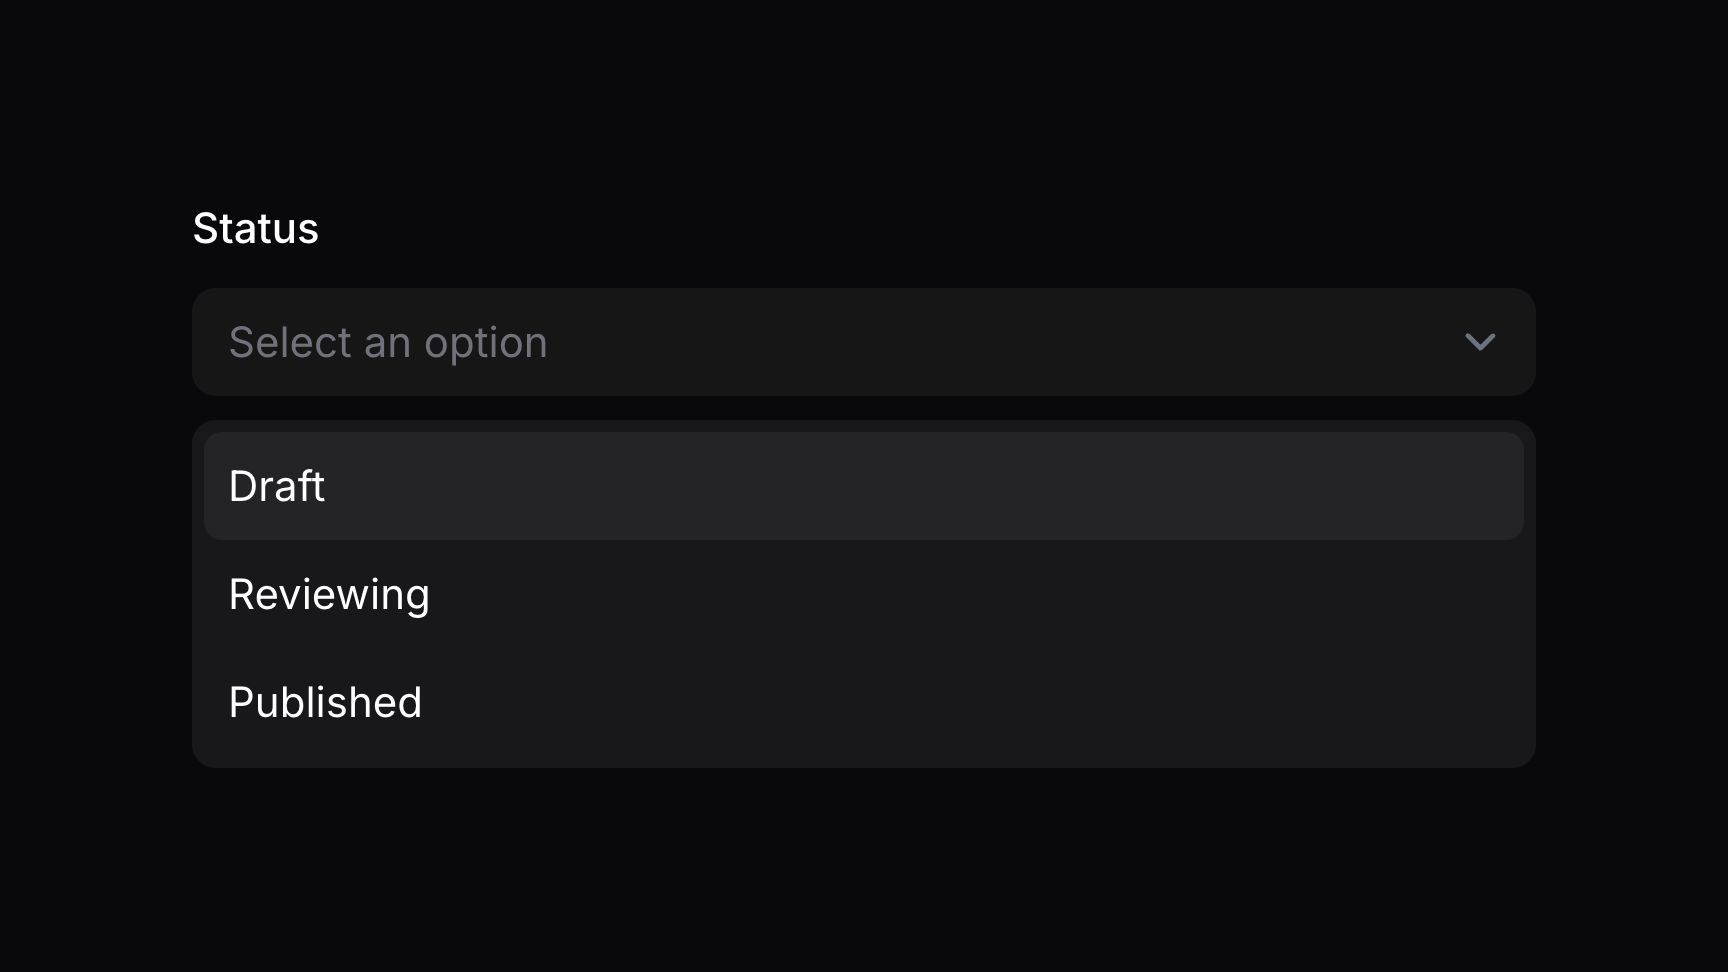 Status
Select an option
Draft
Reviewing
Published